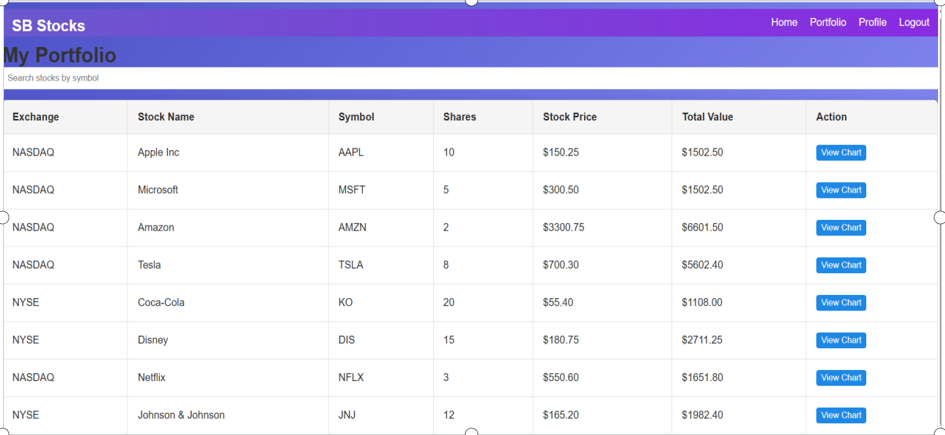 SB Stocks Home Portfolio Profile Logout
My Portfolio
Search stocks by symbol
Exchange Stock Name Symbol Shares Stock Price Total Value Action
NASDAQ Apple Inc AAPL 10 $150.25 $1502.50 View Chart
NASDAQ Microsoft MSFT 5 $300.50 $1502.50 View Chart
NASDAQ Amazon AMZN 2 $3300.75 $6601.50 View Chart
NASDAQ Tesla TSLA 8 $700.30 $5602.40 View Chart
NYSE Coca-Cola KO 20 $55.40 $1108.00 View Chart
NYSE Disney DIS 15 $180.75 $2711.25 View Chart
NASDAQ Netflix NFLX 3 $550.60 $1651.80 View Chart
NYSE Johnson & Johnson JNJ 12 $165.20 $1982.40 View Chart